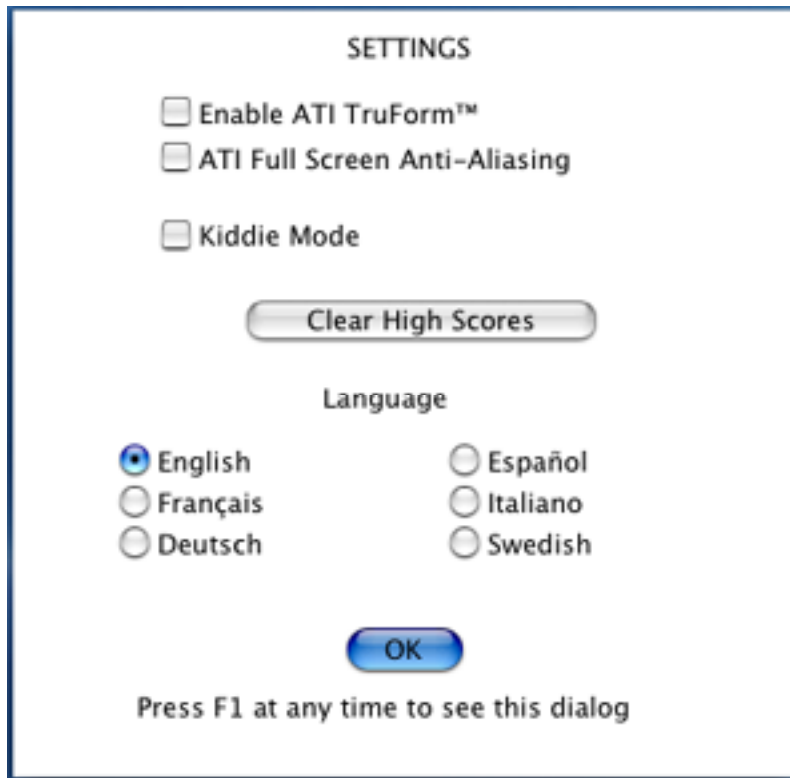 SETTINGS
Enable ATI TruForm™
ATI Full Screen Anti-Aliasing
Kiddie Mode
Clear High Scores
Language
English
Español
Français
Italiano
Deutsch
Swedish
OK
Press F1 at any time to see this dialog